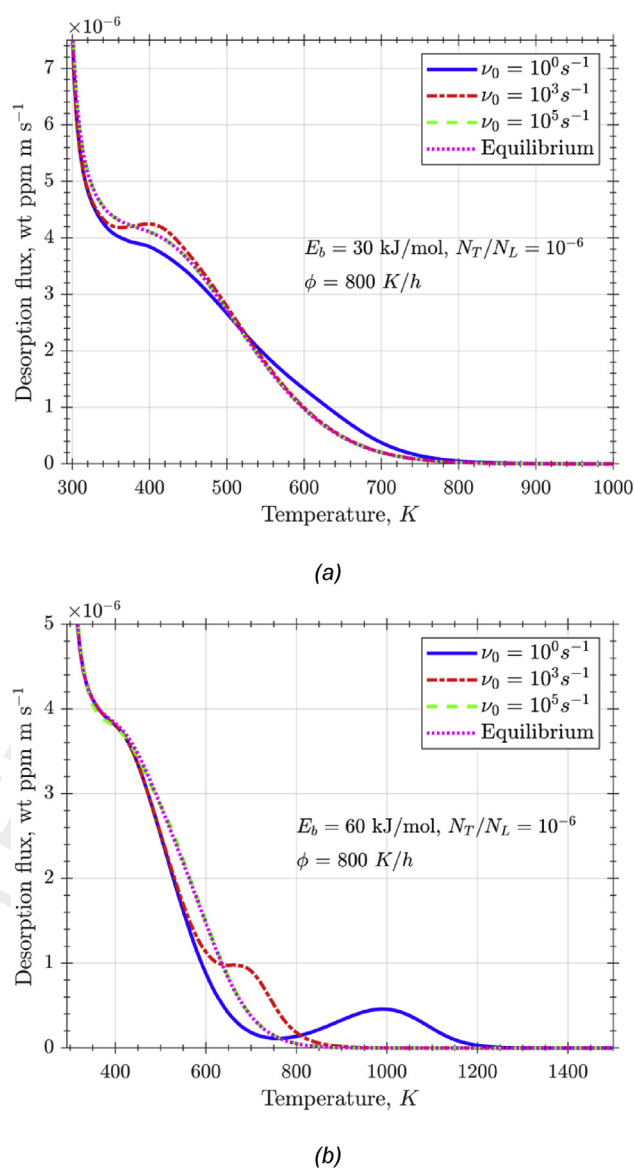 ×10⁻⁶
7
6
5
4
3
2
1
0
Desorption flux, wt ppm m s⁻¹
ν₀ = 10⁰s⁻¹
ν₀ = 10³s⁻¹
ν₀ = 10⁵s⁻¹
Equilibrium
E_b = 30 kJ/mol, N_T/N_L = 10⁻⁶
ϕ = 800 K/h
300 400 500 600 700 800 900 1000
Temperature, K
(a)
×10⁻⁶
5
4
3
2
1
0
Desorption flux, wt ppm m s⁻¹
ν₀ = 10⁰s⁻¹
ν₀ = 10³s⁻¹
ν₀ = 10⁵s⁻¹
Equilibrium
E_b = 60 kJ/mol, N_T/N_L = 10⁻⁶
ϕ = 800 K/h
400 600 800 1000 1200 1400
Temperature, K
(b)